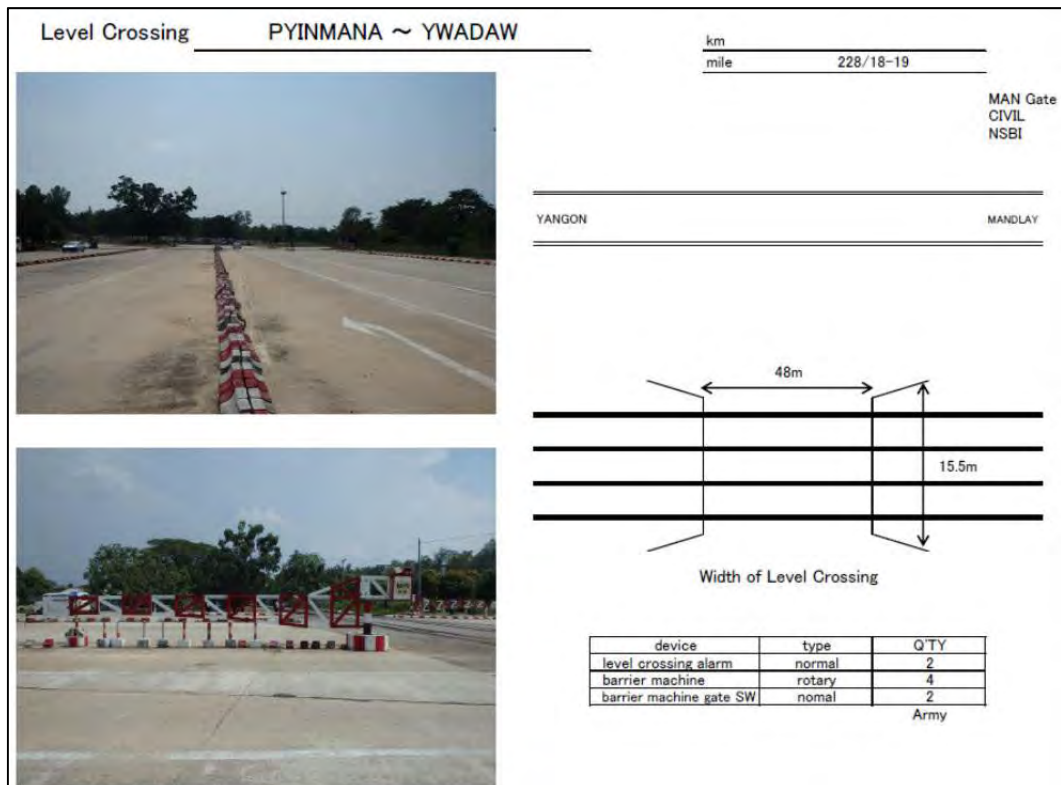 Level Crossing PYINMANA ～ YWADAW
km
mile 228/18-19
MAN Gate
CIVIL
NSBI
YANGON MANDLAY
48m
15.5m
Width of Level Crossing
device type Q'TY
level crossing alarm normal 2
barrier machine rotary 4
barrier machine gate SW nomal 2
Army